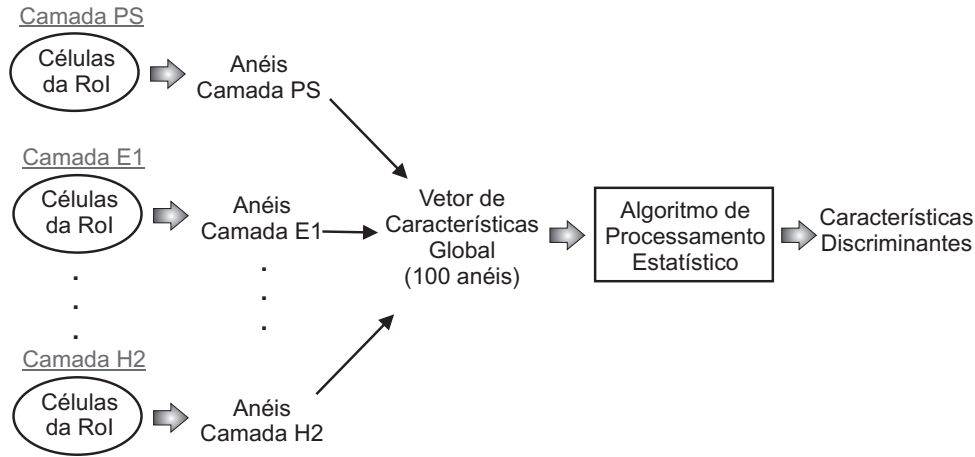 Camada PS
Células
da RoI
Anéis
Camada PS
Camada E1
Células
da RoI
Anéis
Camada E1
Vetor de
Características
Global
(100 anéis)
Algoritmo de
Processamento
Estatístico
Características
Discriminantes
Camada H2
Células
da RoI
Anéis
Camada H2